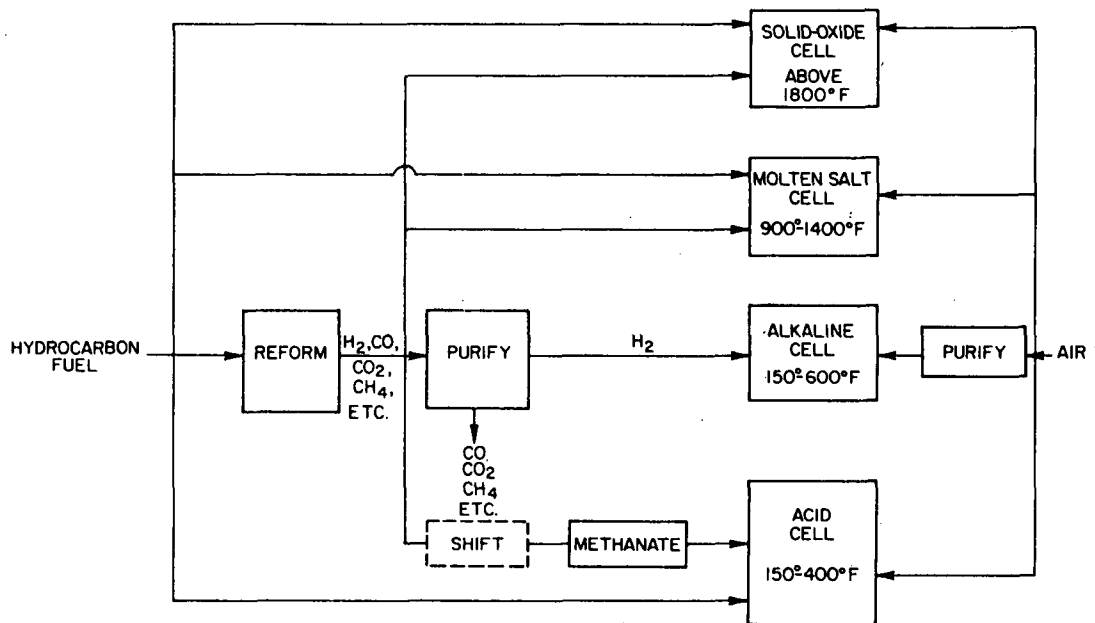 SOLID-OXIDE
CELL
ABOVE
1800°F
MOLTEN SALT
CELL
900°-1400°F
HYDROCARBON
FUEL
REFORM
H2,CO,
CO2,
CH4,
ETC.
PURIFY
H2
ALKALINE
CELL
150°-600°F
PURIFY
AIR
CO
CO2
CH4
ETC.
SHIFT
METHANATE
ACID
CELL
150°-400°F